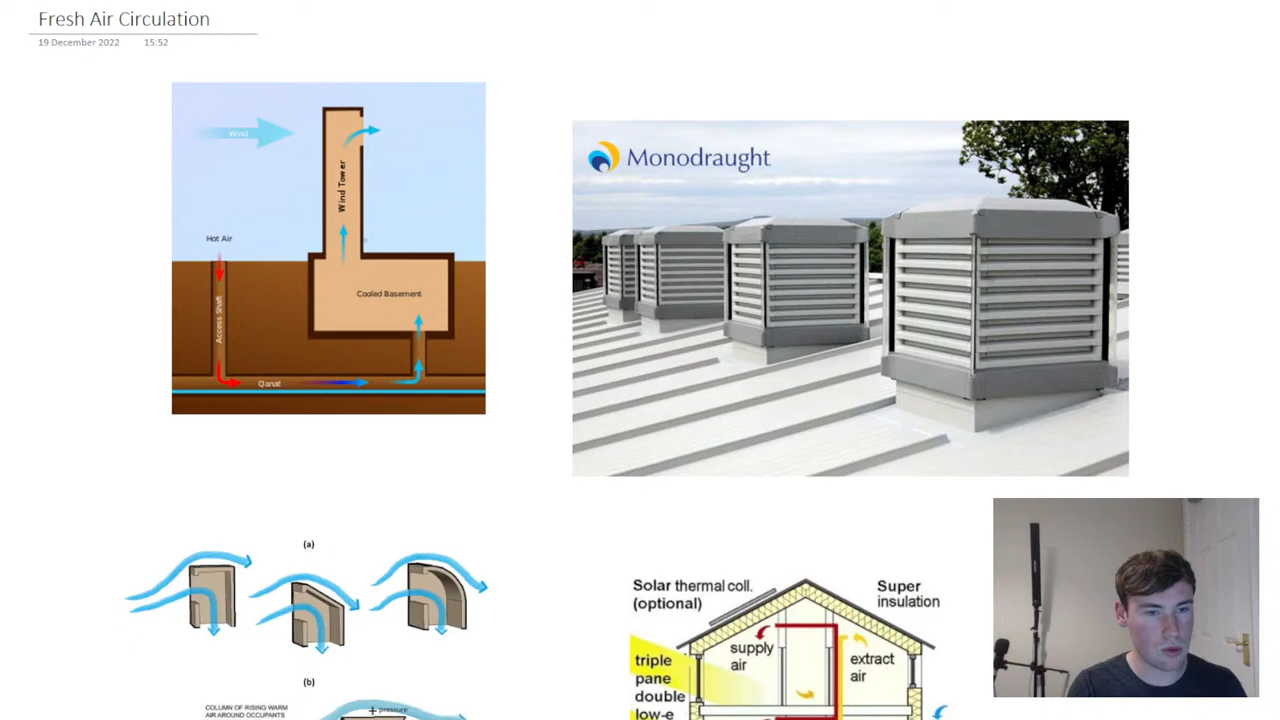 Fresh Air Circulation
19 December 2022 15:52
Wind
Wind Tower
Hot Air
Access Shaft
Cooled Basement
Qanat
Monodraught
(a)
(b)
COLUMN OF RISING WARM
AIR AROUND OCCUPANTS
+ pressure
Solar thermal coll.
(optional)
Super
insulation
supply
air
extract
air
triple
pane
double
low-e